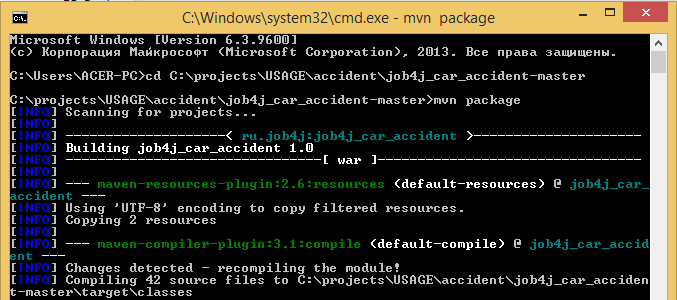 C:\Windows\system32\cmd.exe - mvn package
Microsoft Windows [Version 6.3.9600]
(c) Корпорация Майкрософт (Microsoft Corporation), 2013. Все права защищены.
C:\Users\ACER-PC>cd C:\projects\USAGE\accident\job4j_car_accident-master
C:\projects\USAGE\accident\job4j_car_accident-master>mvn package
[INFO] Scanning for projects...
[INFO]
[INFO] --------------------< ru.job4j:job4j_car_accident >---------------------
[INFO] Building job4j_car_accident 1.0
[INFO] --------------------------------[ war ]---------------------------------
[INFO]
[INFO] --- maven-resources-plugin:2.6:resources (default-resources) @ job4j_car_
accident ---
[INFO] Using 'UTF-8' encoding to copy filtered resources.
[INFO] Copying 2 resources
[INFO]
[INFO] --- maven-compiler-plugin:3.1:compile (default-compile) @ job4j_car_accid
ent ---
[INFO] Changes detected - recompiling the module!
[INFO] Compiling 42 source files to C:\projects\USAGE\accident\job4j_car_acciden
t-master\target\classes